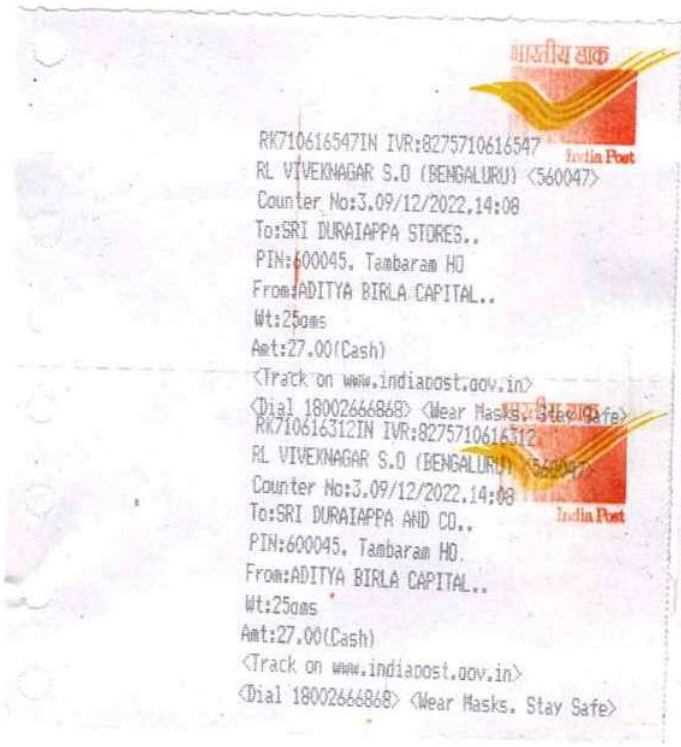 भारतीय डाक
RK710616547IN IVR:8275710616547
India Post
RL VIVEKNAGAR S.O (BENGALURU) <560047>
Counter No:3,09/12/2022,14:08
To:SRI DURAIAPPA STORES..
PIN:600045, Tambaram HO
From:ADITYA BIRLA CAPITAL..
Wt:25gms
Amt:27.00(Cash)
<Track on www.indiapost.gov.in>
<Dial 18002666868> <Wear Masks, Stay Safe>
भारतीय डाक
RK710616312IN IVR:8275710616312
RL VIVEKNAGAR S.O (BENGALURU) <560047>
Counter No:3,09/12/2022,14:08
India Post
To:SRI DURAIAPPA AND CO..
PIN:600045, Tambaram HO
From:ADITYA BIRLA CAPITAL..
Wt:25gms
Amt:27.00(Cash)
<Track on www.indiapost.gov.in>
<Dial 18002666868> <Wear Masks, Stay Safe>